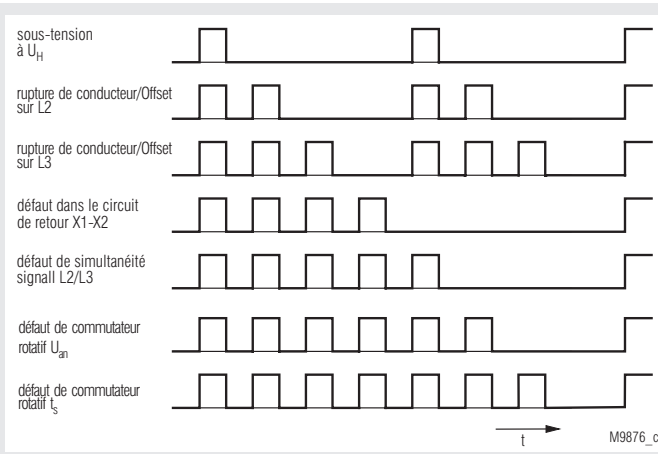 sous-tension
à U_H
rupture de conducteur/Offset
sur L2
rupture de conducteur/Offset
sur L3
défaut dans le circuit
de retour X1-X2
défaut de simultanéité
signall L2/L3
défaut de commutateur
rotatif U_an
défaut de commutateur
rotatif t_s
t
M9876_c